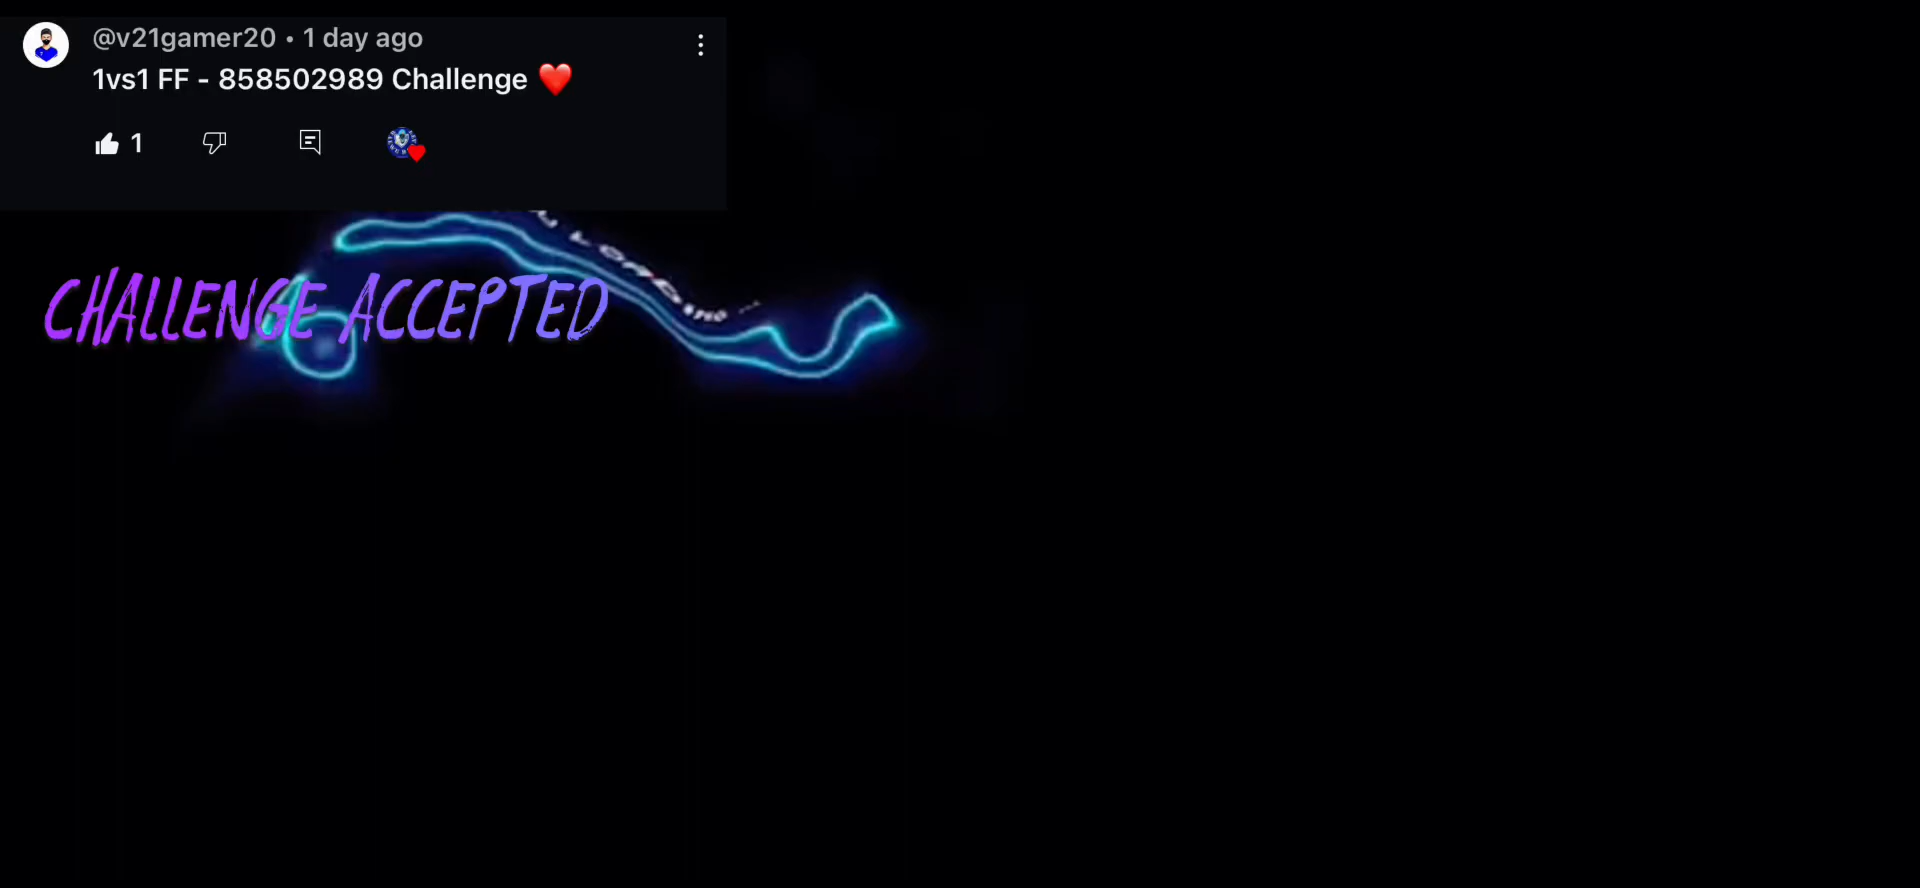 @v21gamer20 • 1 day ago
1vs1 FF - 858502989 Challenge ❤️
1
CHALLENGE ACCEPTED